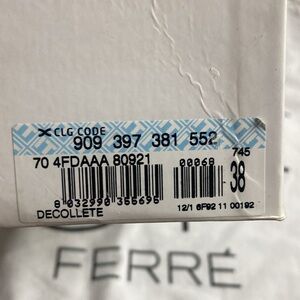 CLG CODE
909 397 381 552
70 4FDAAA 80921
00068
745
38
8 032990 366696
DECOLLETE
12/1 6F92 11 00192
FERRÉ